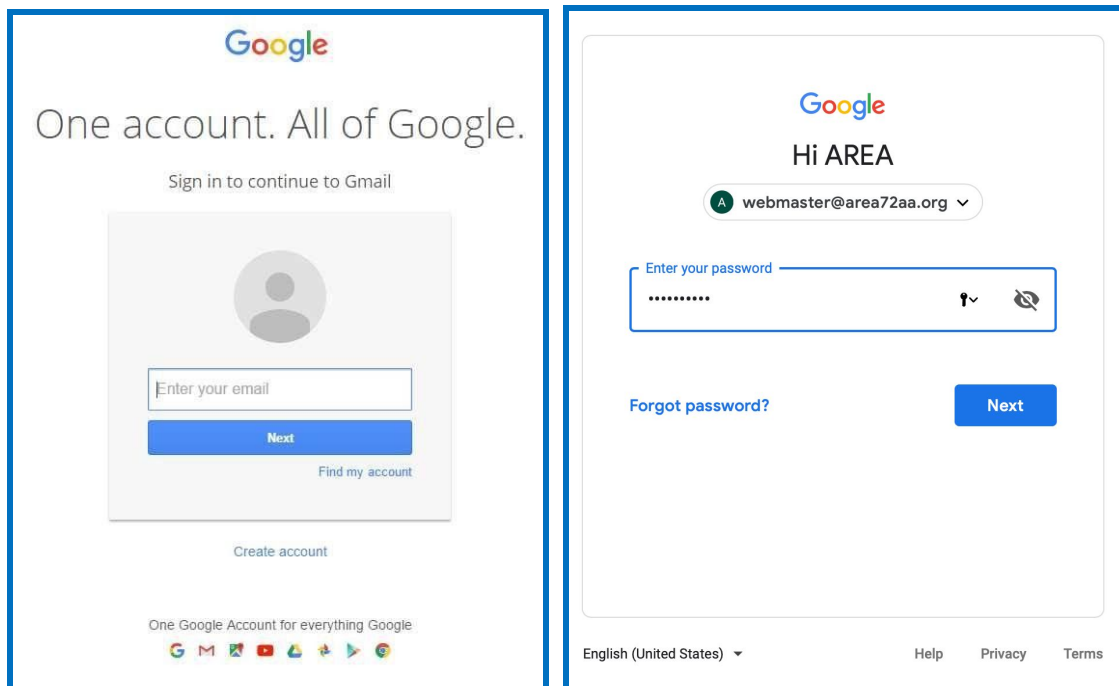 Google
One account. All of Google.
Sign in to continue to Gmail
Enter your email
Next
Find my account
Create account
One Google Account for everything Google
Google
Hi AREA
A webmaster@area72aa.org
Enter your password
••••••••••
Forgot password?
Next
English (United States)
Help Privacy Terms